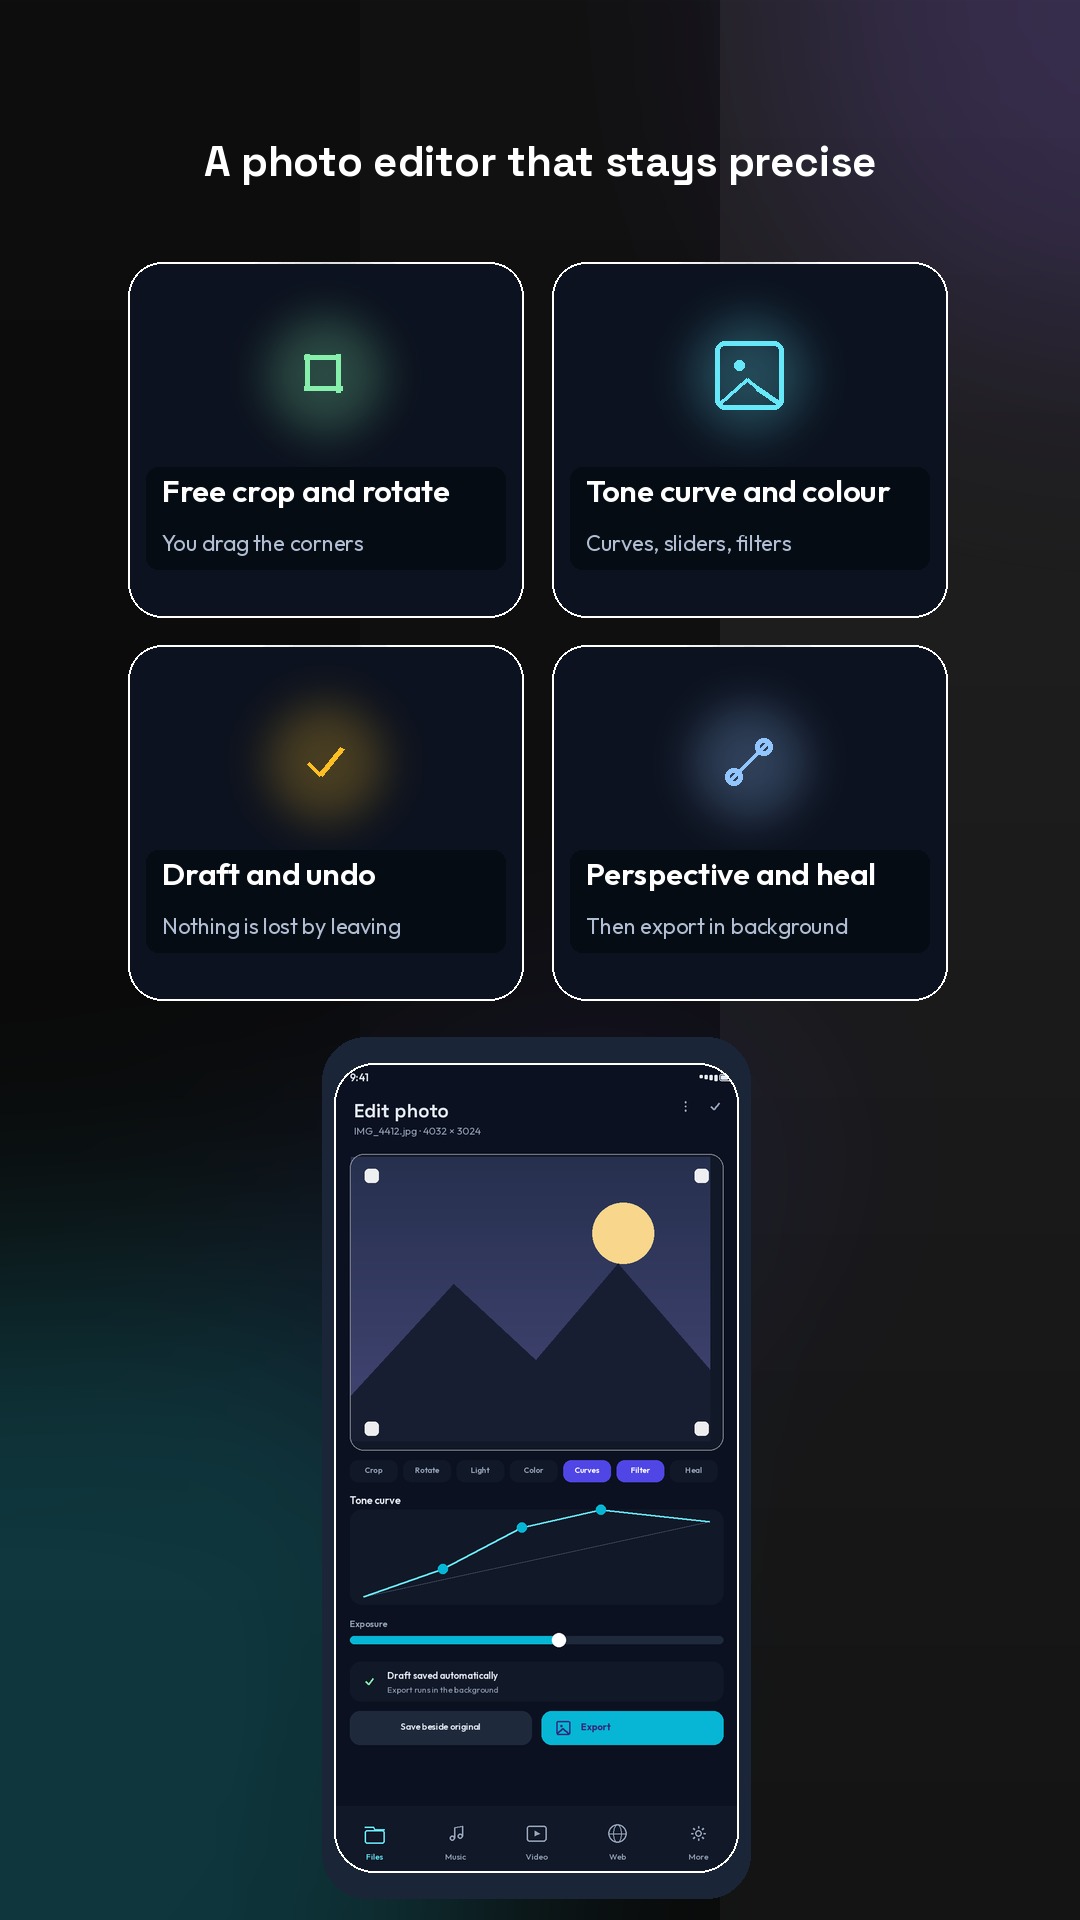 A photo editor that stays precise
Free crop and rotate
You drag the corners
Tone curve and colour
Curves, sliders, filters
Draft and undo
Nothing is lost by leaving
Perspective and heal
Then export in background
9:41
Edit photo
IMG_4412.jpg · 4032 × 3024
Crop Rotate Light Color Curves Filter Heal
Tone curve
Exposure
Draft saved automatically
Export runs in the background
Save beside original Export
Files Music Video Web More